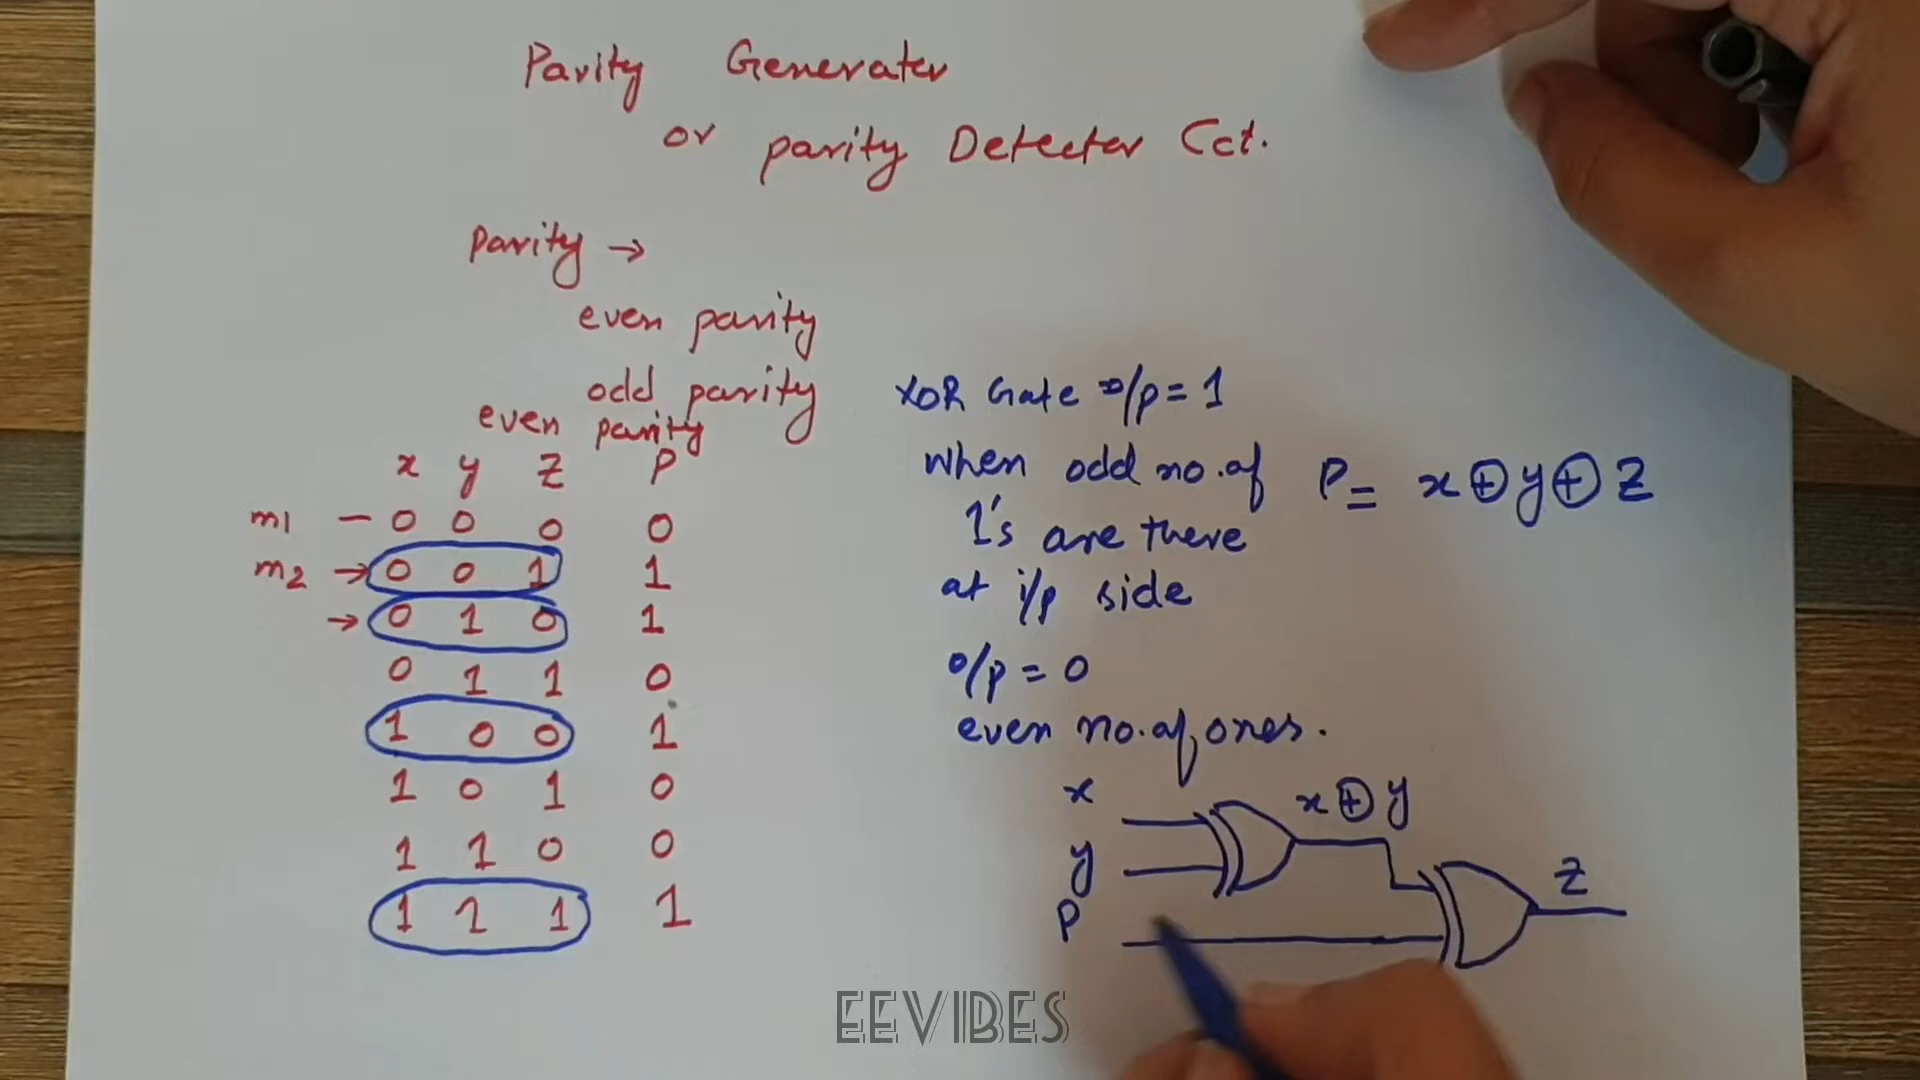 Parity Generator
or parity Detector Cct.
Parity →
even parity
odd parity
even parity
x y Z P
m1 - 0 0 0 0
m2 → 0 0 1 1
→ 0 1 0 1
0 1 1 0
1 0 0 1
1 0 1 0
1 1 0 0
1 1 1 1
XOR Gate o/p = 1
when odd no. of
1's are there
at i/p side
o/p = 0
even no. of ones.
P = x ⊕ y ⊕ Z
x
y
P
x ⊕ y
Z
EEVIBES